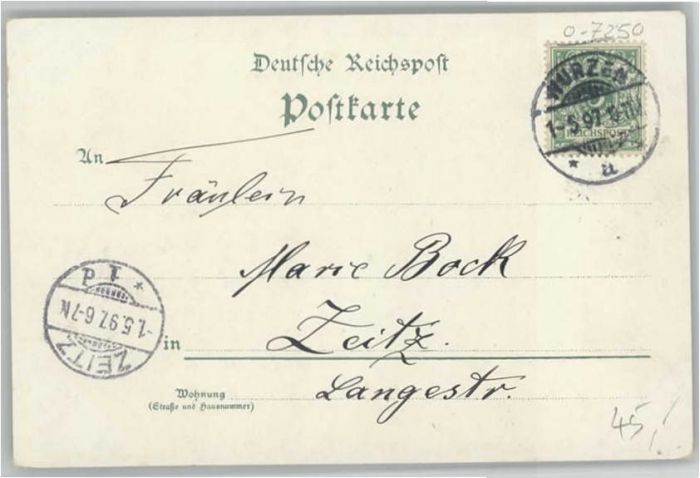 0-7250
Deutsche Reichspost
Postkarte
WURZEN
1.5.97
REICHSPOST
* a
An
Fräulein
Marie Bock
in Zeitz.
Wohnung
(Straße und Hausnummer)
Langestr.
ZEITZ
-1.5.97.6-7N
* 1 d
45,-